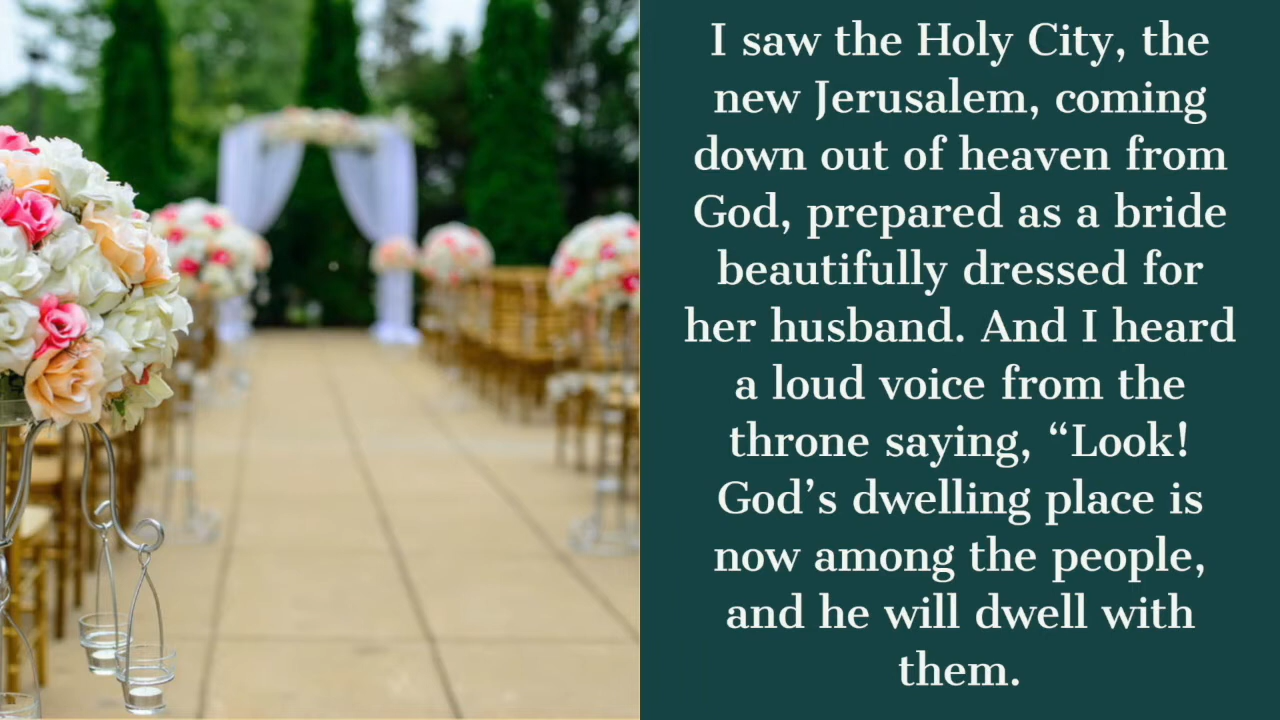 I saw the Holy City, the
new Jerusalem, coming
down out of heaven from
God, prepared as a bride
beautifully dressed for
her husband. And I heard
a loud voice from the
throne saying, “Look!
God’s dwelling place is
now among the people,
and he will dwell with
them.